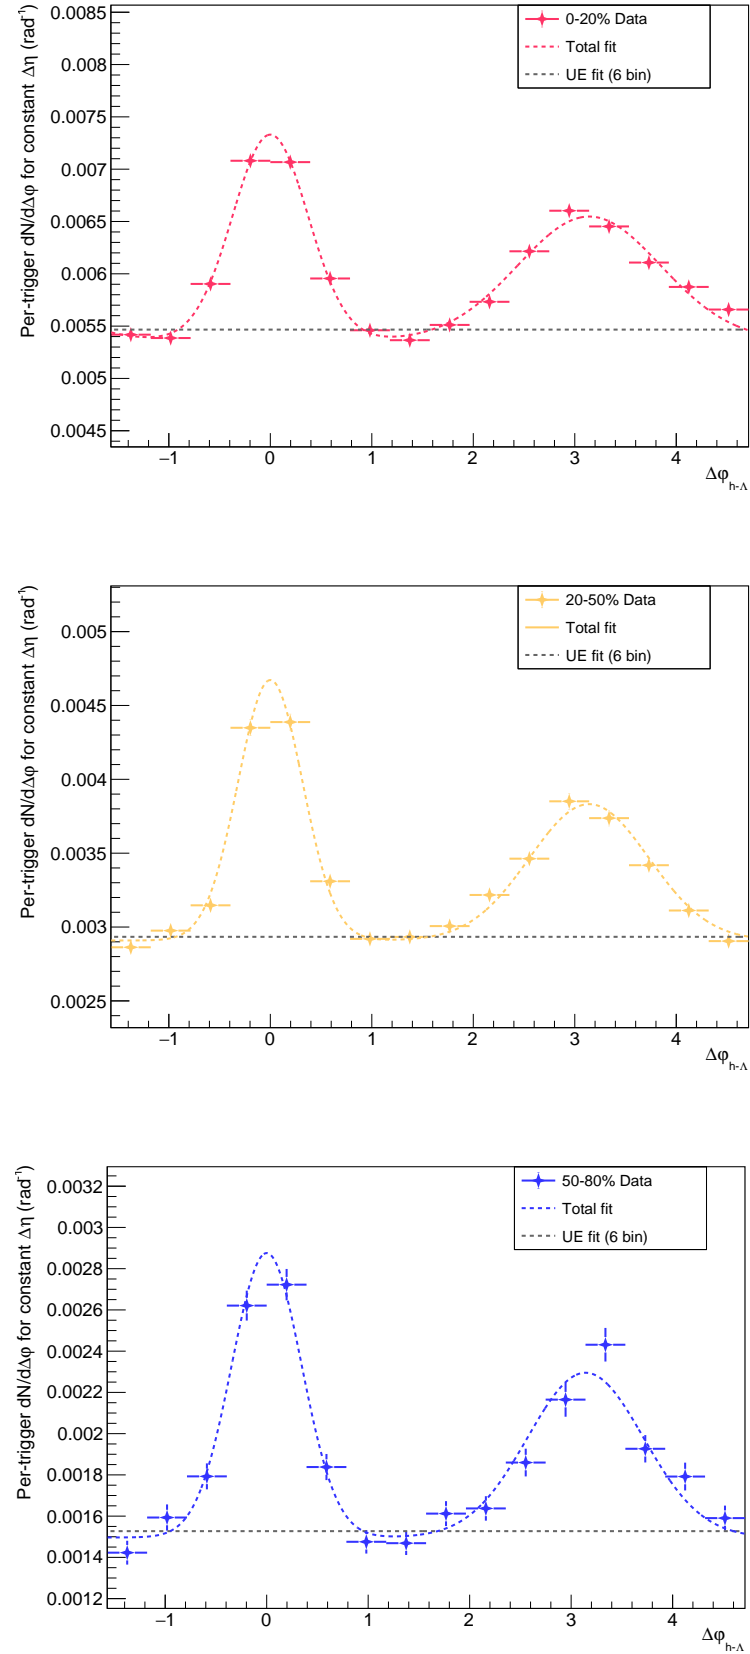 Per-trigger dN/dΔφ for constant Δη (rad⁻¹)
0.0085
0.008
0.0075
0.007
0.0065
0.006
0.0055
0.005
0.0045
0-20% Data
Total fit
UE fit (6 bin)
−1 0 1 2 3 4
Δφ_h-Λ
Per-trigger dN/dΔφ for constant Δη (rad⁻¹)
0.005
0.0045
0.004
0.0035
0.003
0.0025
20-50% Data
Total fit
UE fit (6 bin)
−1 0 1 2 3 4
Δφ_h-Λ
Per-trigger dN/dΔφ for constant Δη (rad⁻¹)
0.0032
0.003
0.0028
0.0026
0.0024
0.0022
0.002
0.0018
0.0016
0.0014
0.0012
50-80% Data
Total fit
UE fit (6 bin)
−1 0 1 2 3 4
Δφ_h-Λ